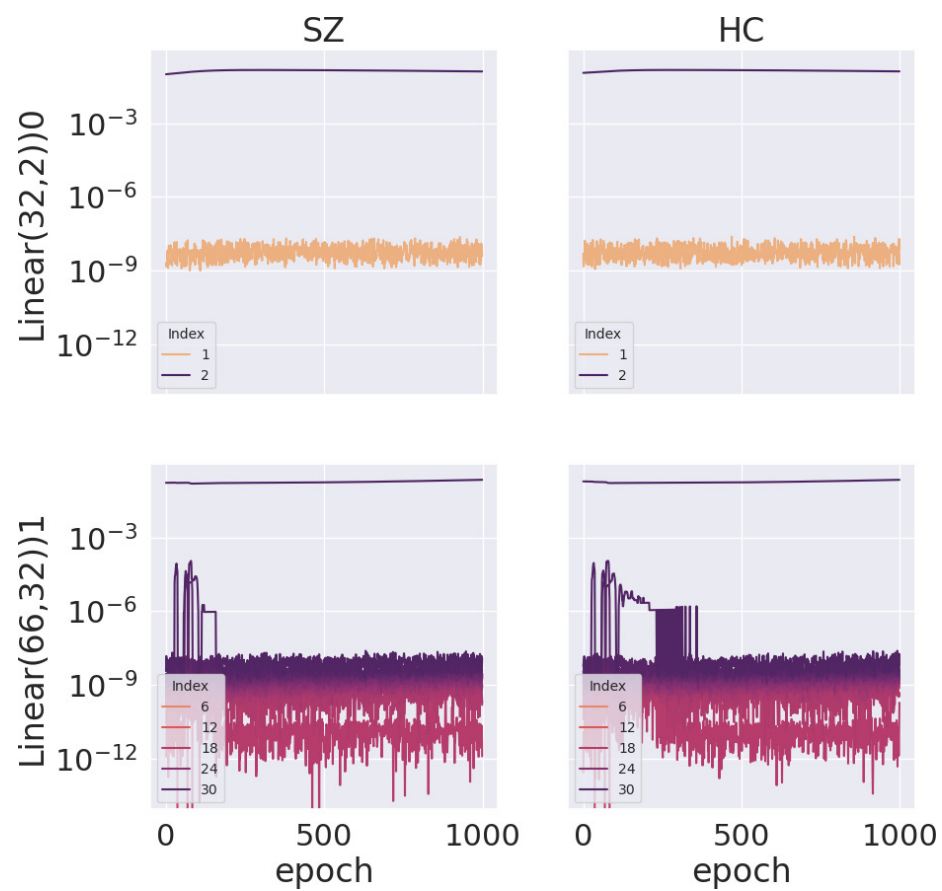 SZ
HC
Linear(32,2))0
10^-3
10^-6
10^-9
10^-12
Index
1
2
Index
1
2
Linear(66,32))1
10^-3
10^-6
10^-9
10^-12
Index
6
12
18
24
30
Index
6
12
18
24
30
0 500 1000
0 500 1000
epoch
epoch